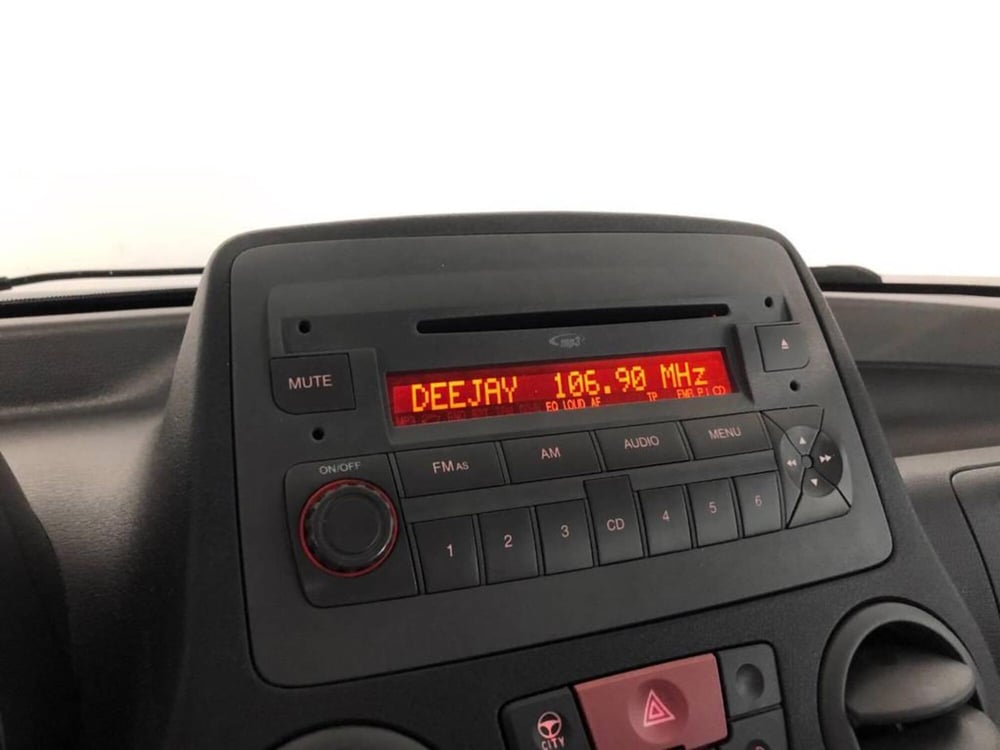 mp3
MUTE
DEEJAY 106.90 MHz
EQ LOUD AF TP
ON/OFF
FM AS AM AUDIO MENU
1 2 3 CD 4 5 6
CITY